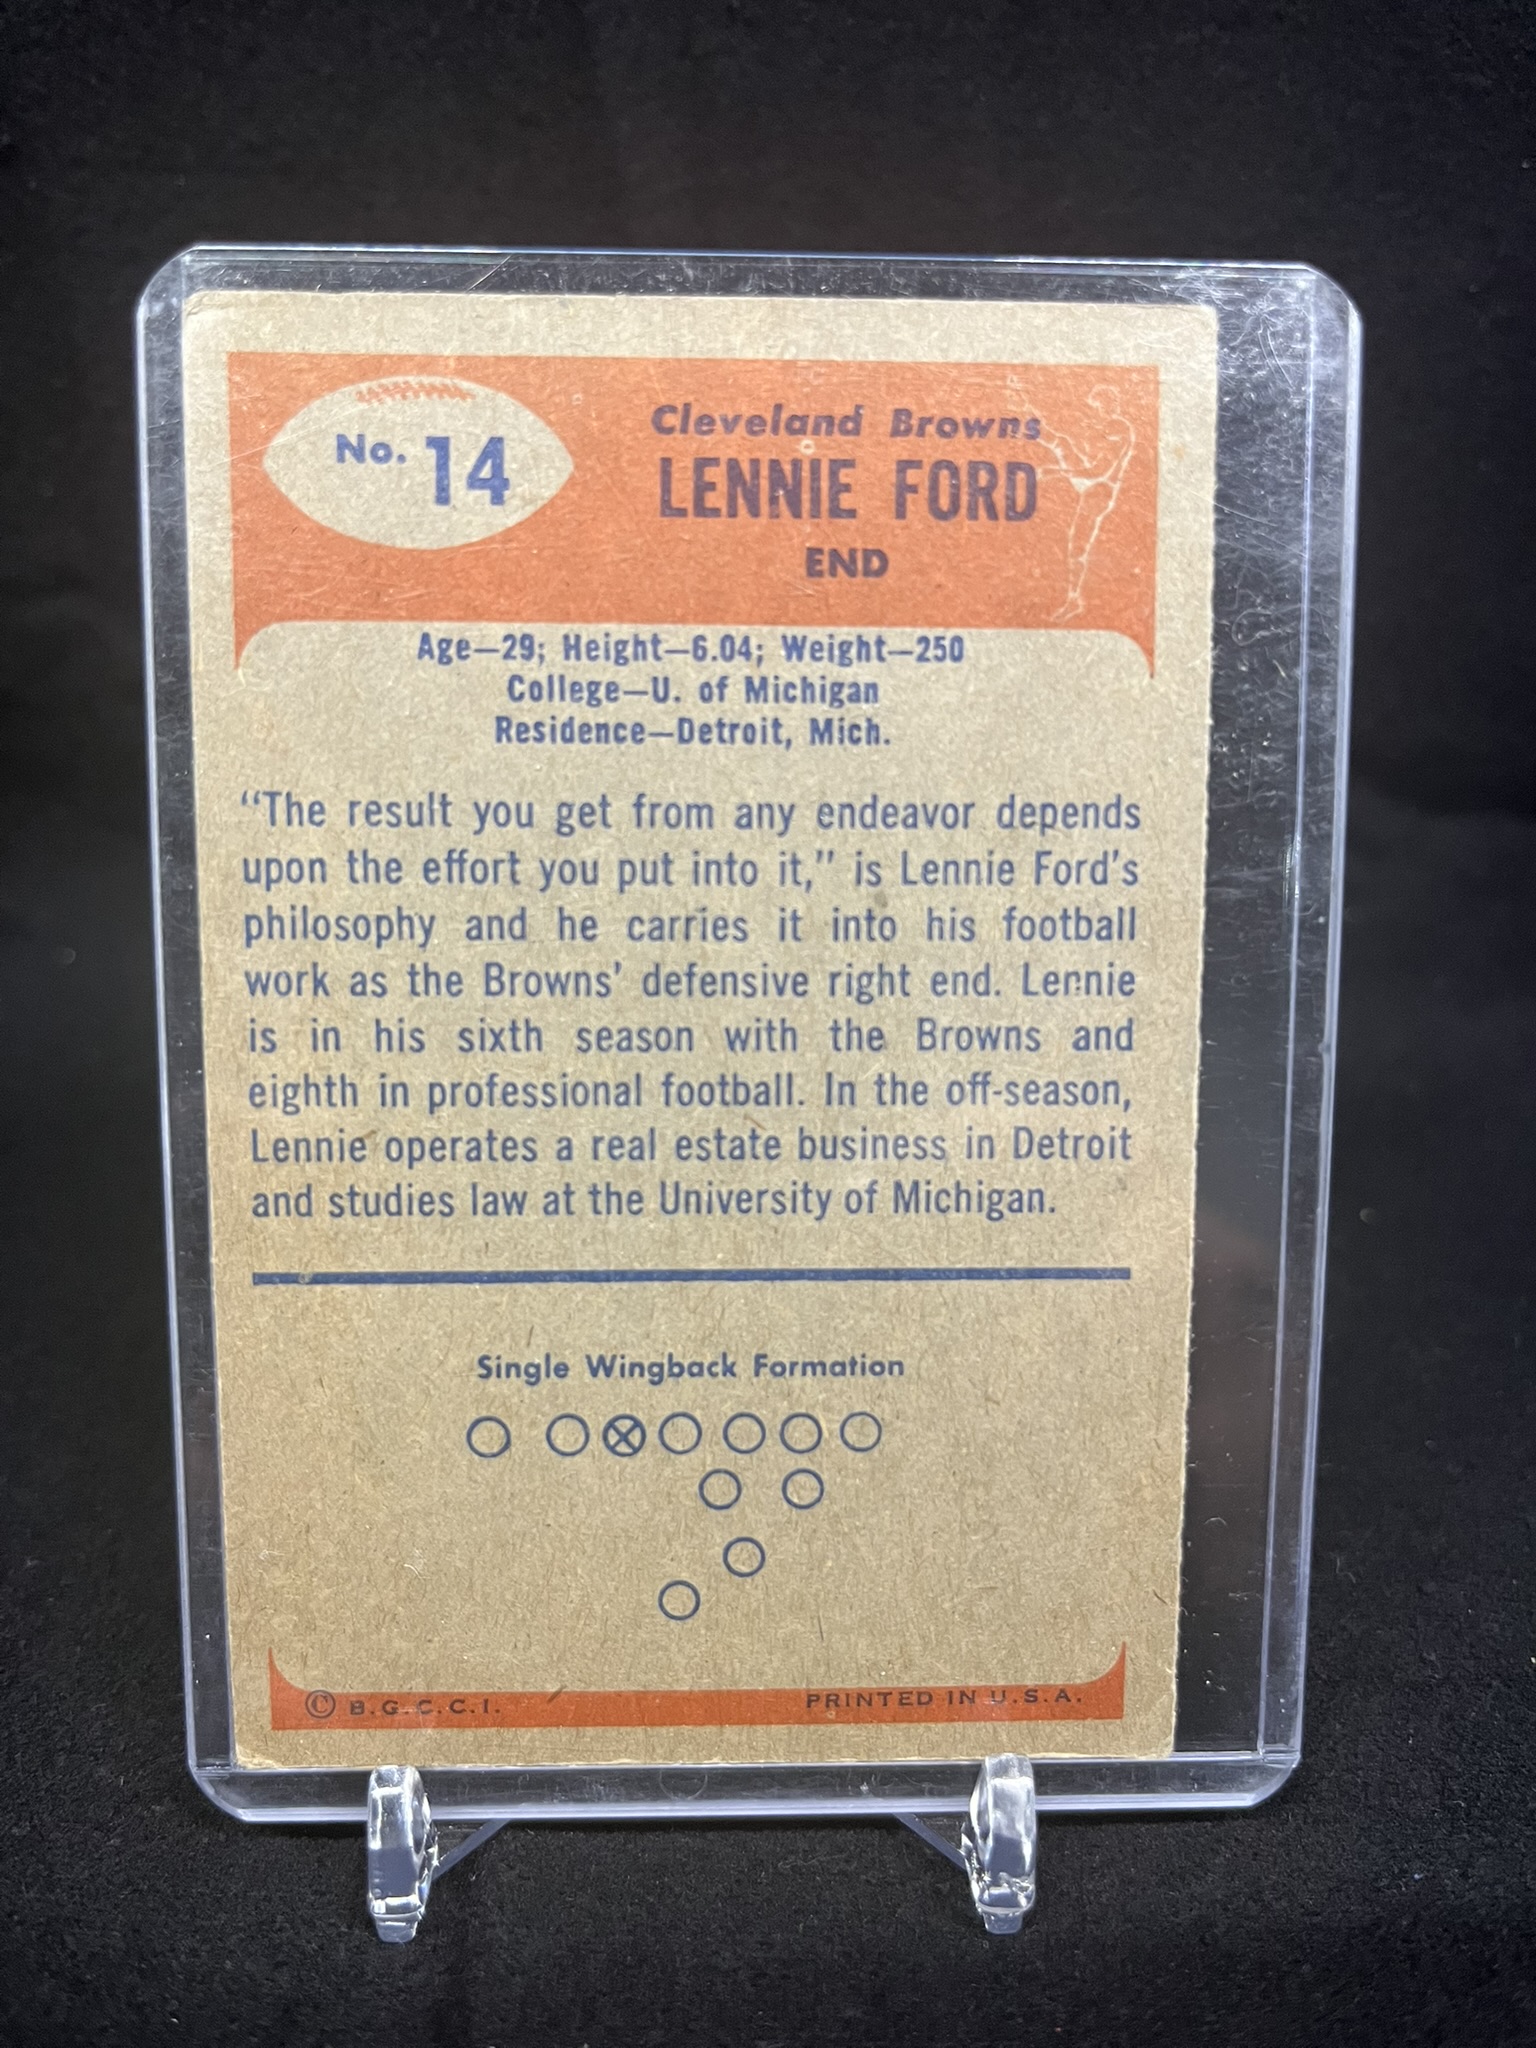 No. 14
Cleveland Browns
LENNIE FORD
END
Age—29; Height—6.04; Weight—250
College—U. of Michigan
Residence—Detroit, Mich.
“The result you get from any endeavor depends
upon the effort you put into it,” is Lennie Ford’s
philosophy and he carries it into his football
work as the Browns’ defensive right end. Lennie
is in his sixth season with the Browns and
eighth in professional football. In the off-season,
Lennie operates a real estate business in Detroit
and studies law at the University of Michigan.
Single Wingback Formation
© B.G.C.C.I.
PRINTED IN U.S.A.